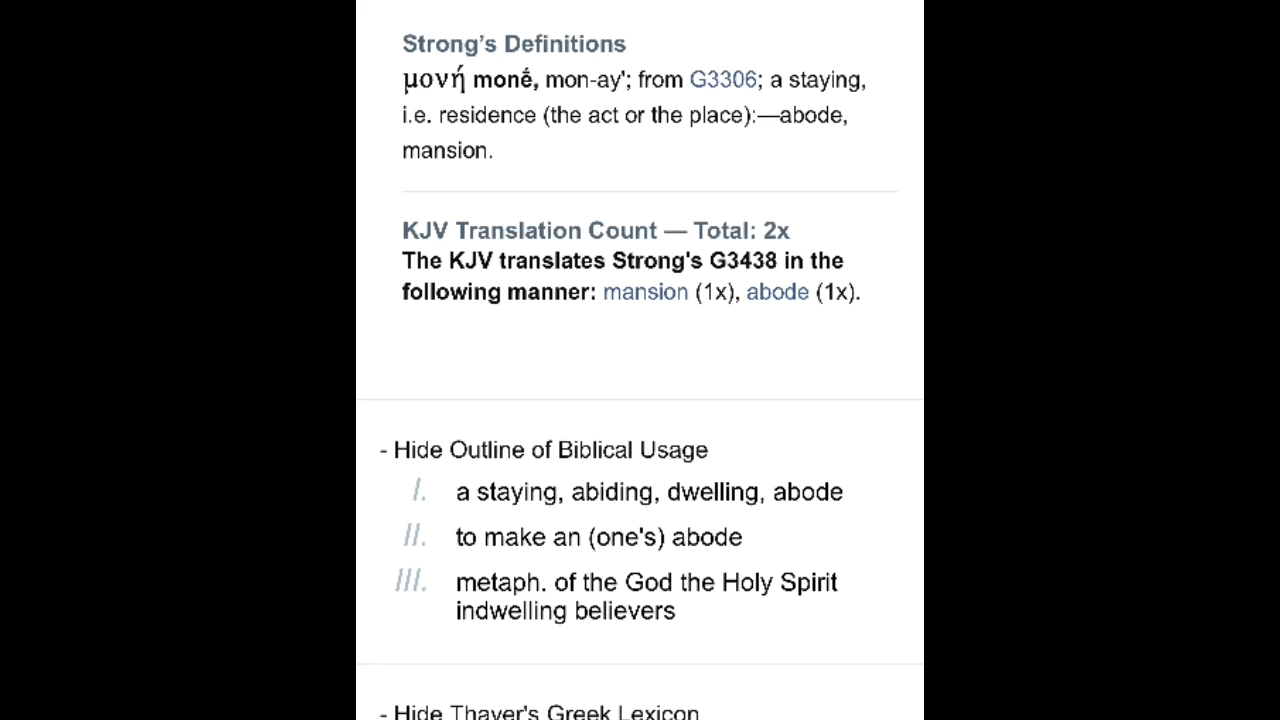 Strong’s Definitions
μονή monḗ, mon-ay'; from G3306; a staying,
i.e. residence (the act or the place):—abode,
mansion.
KJV Translation Count — Total: 2x
The KJV translates Strong's G3438 in the
following manner: mansion (1x), abode (1x).
- Hide Outline of Biblical Usage
I. a staying, abiding, dwelling, abode
II. to make an (one's) abode
III. metaph. of the God the Holy Spirit
indwelling believers
- Hide Thayer's Greek Lexicon